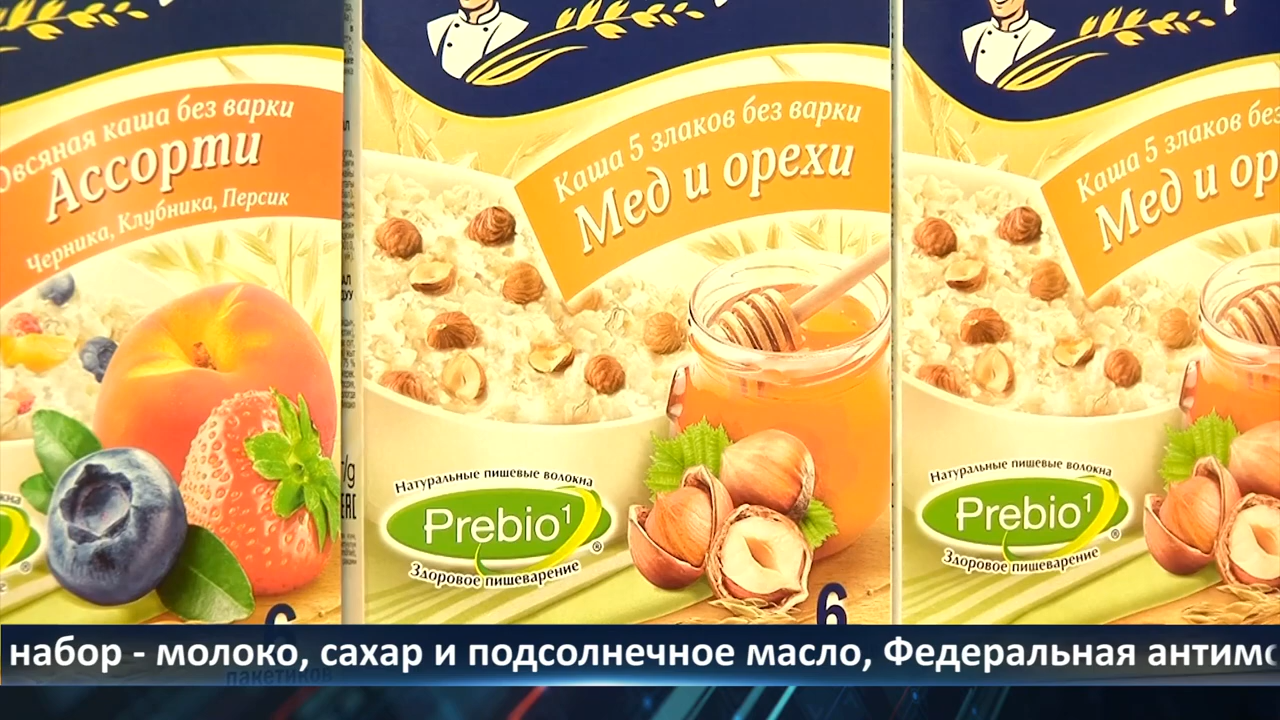 Овсяная каша без варки
Ассорти
Черника, Клубника, Персик
Каша 5 злаков без варки
Мед и орехи
Натуральные пищевые волокна
Prebio¹
®
Здоровое пищеварение
6
Каша 5 злаков без
Мед и ор
Натуральные пищевые волокна
Prebio¹
®
Здоровое пищеварение
6
пакетиков
набор - молоко, сахар и подсолнечное масло, Федеральная антимо